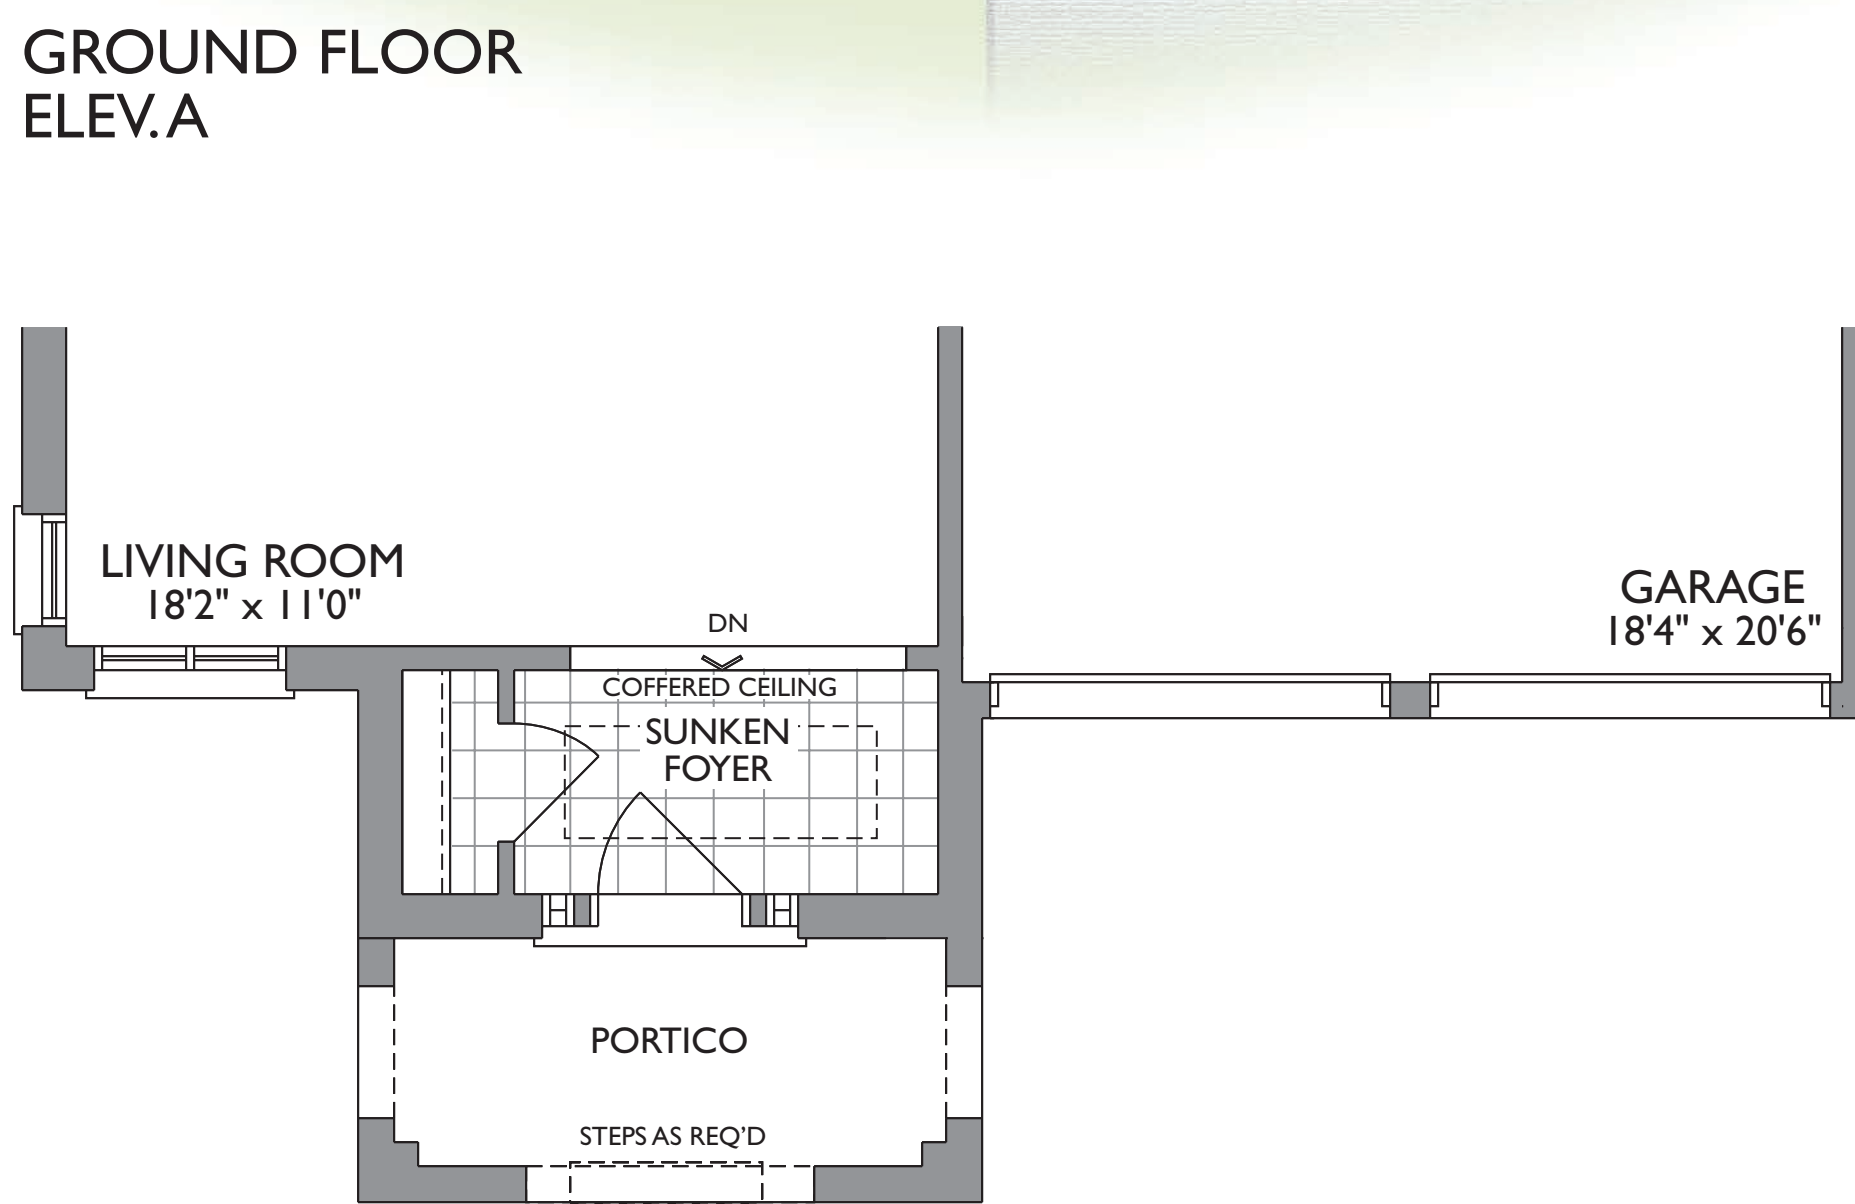 GROUND FLOOR
ELEV. A
LIVING ROOM
18'2" x 11'0"
GARAGE
18'4" x 20'6"
DN
COFFERED CEILING
SUNKEN
FOYER
PORTICO
STEPS AS REQ’D